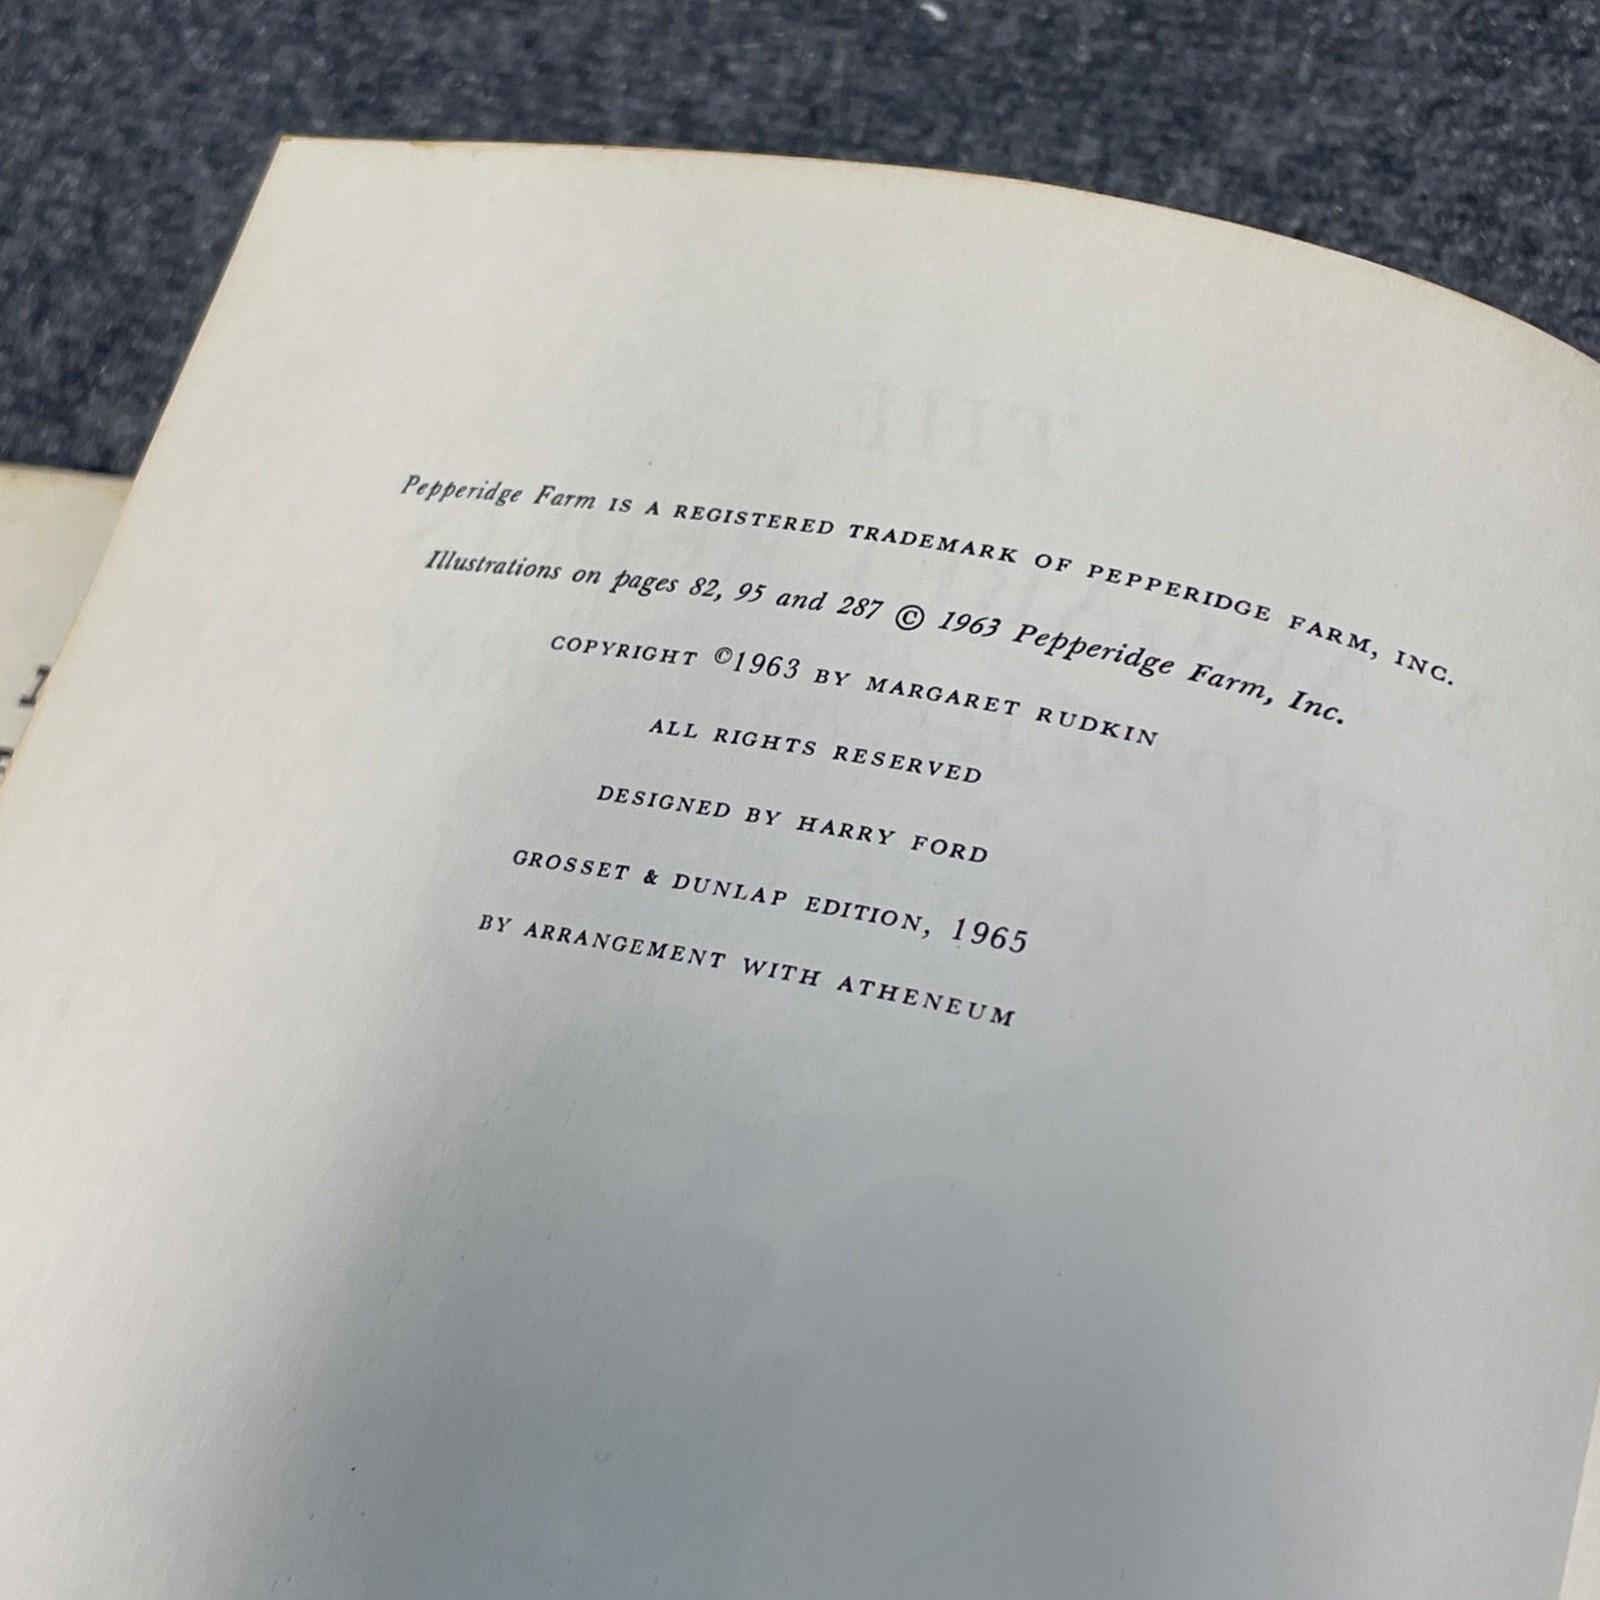 Pepperidge Farm IS A REGISTERED TRADEMARK OF PEPPERIDGE FARM, INC.
Illustrations on pages 82, 95 and 287 © 1963 Pepperidge Farm, Inc.
COPYRIGHT ©1963 BY MARGARET RUDKIN
ALL RIGHTS RESERVED
DESIGNED BY HARRY FORD
GROSSET & DUNLAP EDITION, 1965
BY ARRANGEMENT WITH ATHENEUM